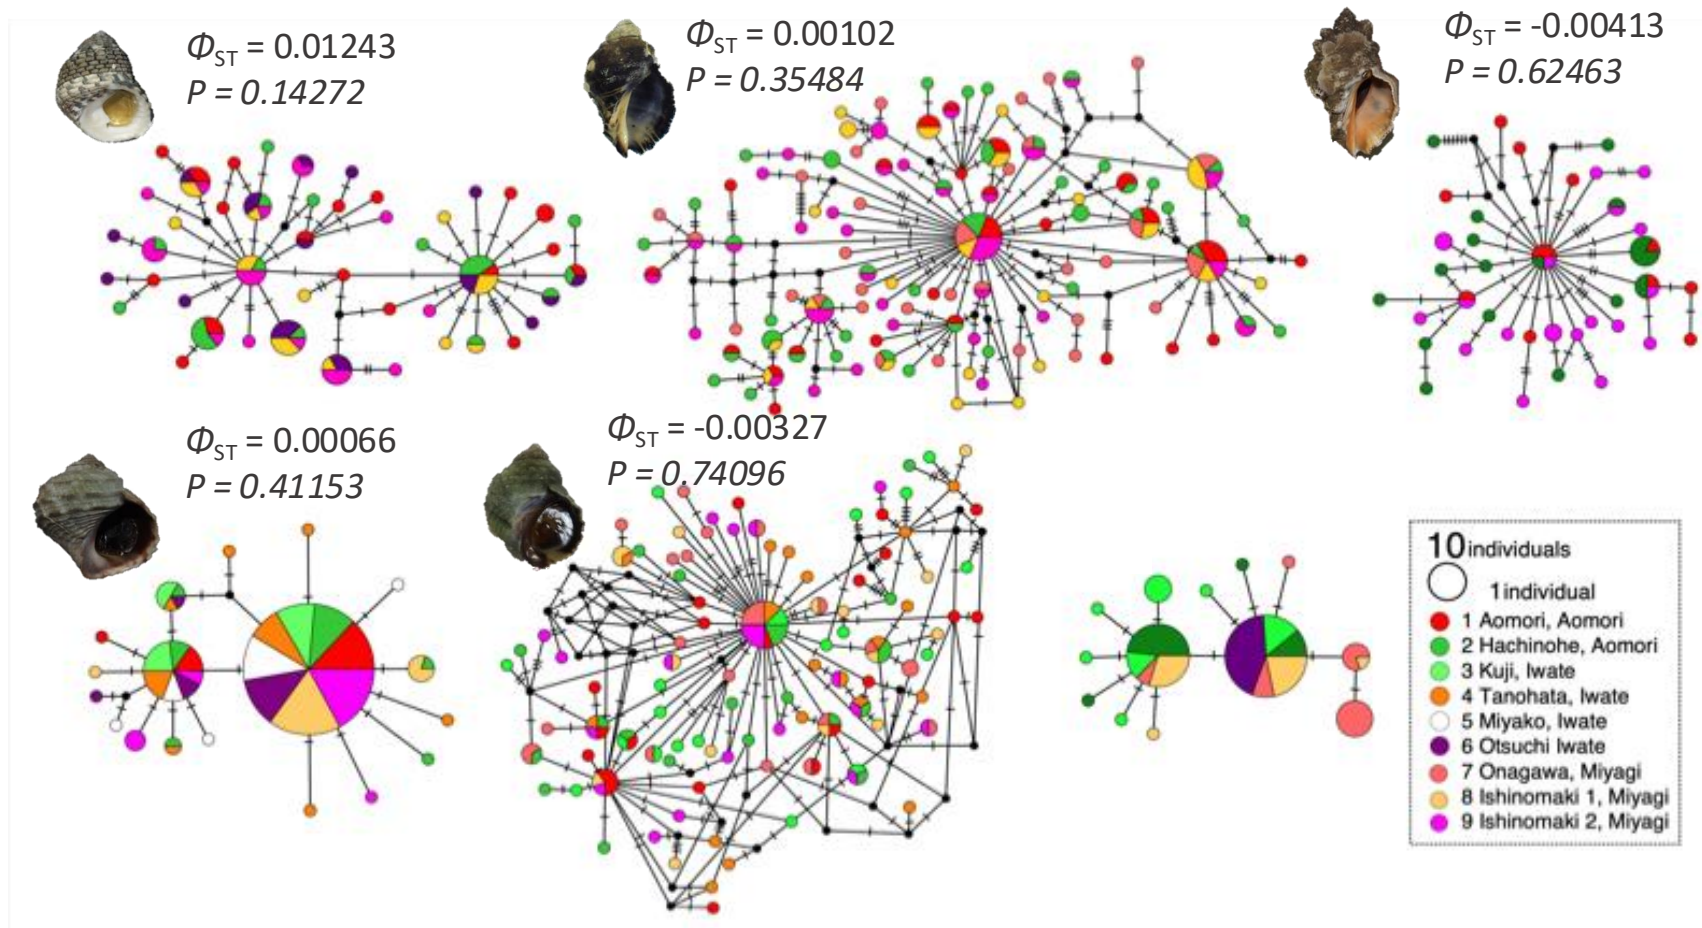 ΦST = 0.01243
P = 0.14272
ΦST = 0.00102
P = 0.35484
ΦST = -0.00413
P = 0.62463
ΦST = 0.00066
P = 0.41153
ΦST = -0.00327
P = 0.74096
10 individuals
1 individual
1 Aomori, Aomori
2 Hachinohe, Aomori
3 Kuji, Iwate
4 Tanohata, Iwate
5 Miyako, Iwate
6 Otsuchi Iwate
7 Onagawa, Miyagi
8 Ishinomaki 1, Miyagi
9 Ishinomaki 2, Miyagi